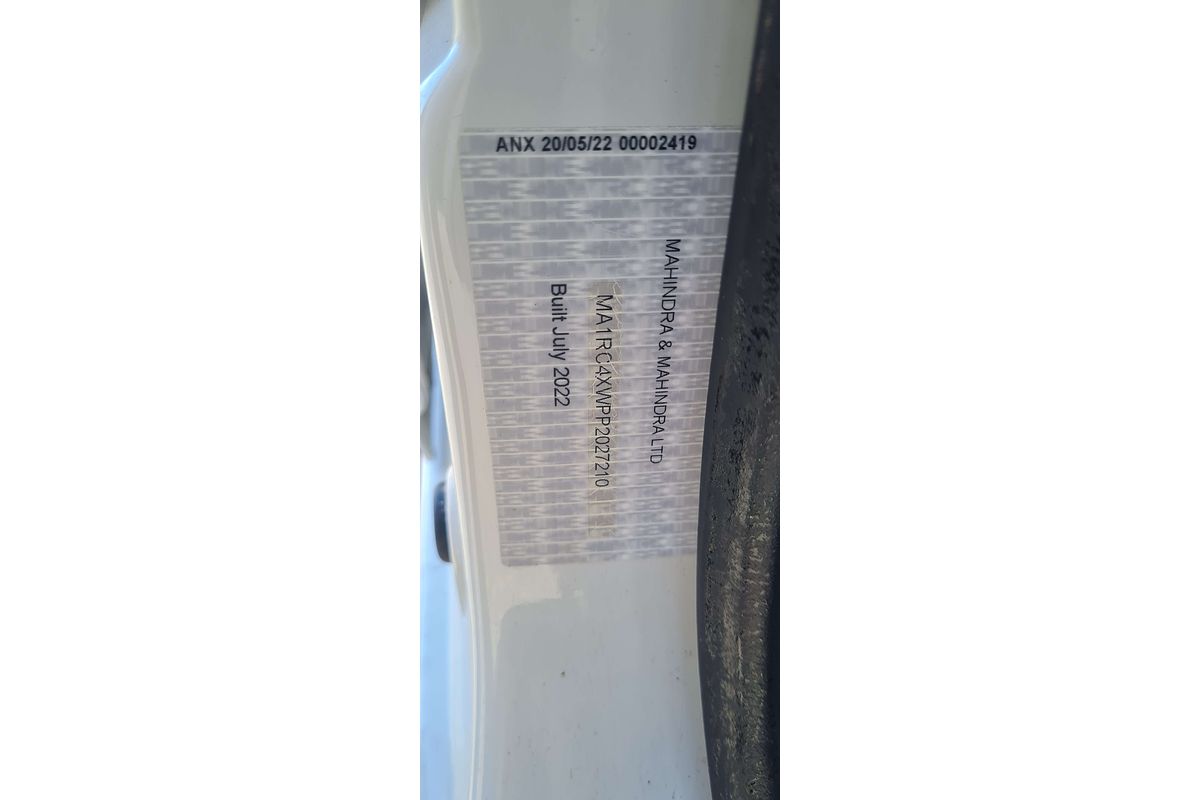 ANX 20/05/22 00002419
MAHINDRA & MAHINDRA LTD
MA1RC4XWPP2027210
Built July 2022